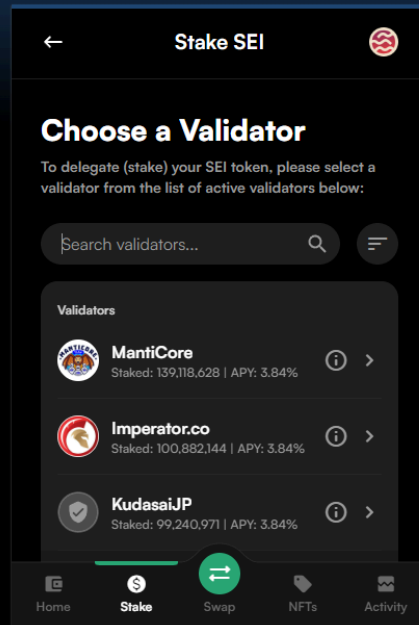 Stake SEI
Choose a Validator
To delegate (stake) your SEI token, please select a
validator from the list of active validators below:
Search validators...
Validators
MANTICORE
MantiCore
Staked: 139,118,628 | APY: 3.84%
Imperator.co
Staked: 100,882,144 | APY: 3.84%
KudasaiJP
Staked: 99,240,971 | APY: 3.84%
Home
Stake
Swap
NFTs
Activity